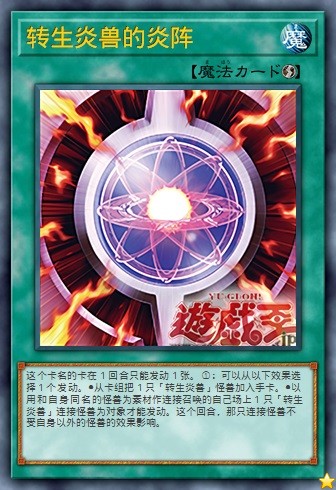 转生炎兽的炎阵
魔
【魔法カード】
YU-GI-OH!
遊戯王
这个卡名的卡在1回合只能发动1张。①:可以从以下效果选
择1个发动。●从卡组把1只「转生炎兽」怪兽加入手卡。●以
用和自身同名的怪兽为素材作连接召唤的自己场上1只「转生
炎兽」连接怪兽为对象才能发动。这个回合,那只连接怪兽不
受自身以外的怪兽的效果影响。